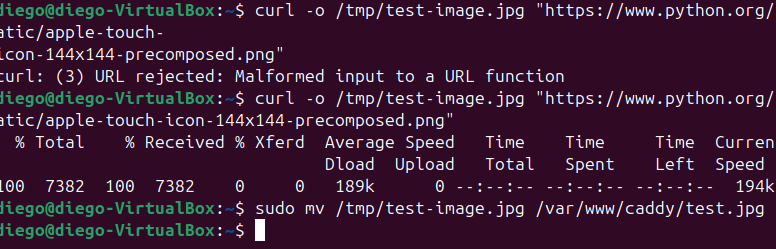 diego@diego-VirtualBox:~$ curl -o /tmp/test-image.jpg "https://www.python.org/
atic/apple-touch-
icon-144x144-precomposed.png"
curl: (3) URL rejected: Malformed input to a URL function
diego@diego-VirtualBox:~$ curl -o /tmp/test-image.jpg "https://www.python.org/
atic/apple-touch-icon-144x144-precomposed.png"
% Total % Received % Xferd Average Speed Time Time Time Curren
Dload Upload Total Spent Left Speed
100 7382 100 7382 0 0 189k 0 --:--:-- --:--:-- --:--:-- 194k
diego@diego-VirtualBox:~$ sudo mv /tmp/test-image.jpg /var/www/caddy/test.jpg
diego@diego-VirtualBox:~$